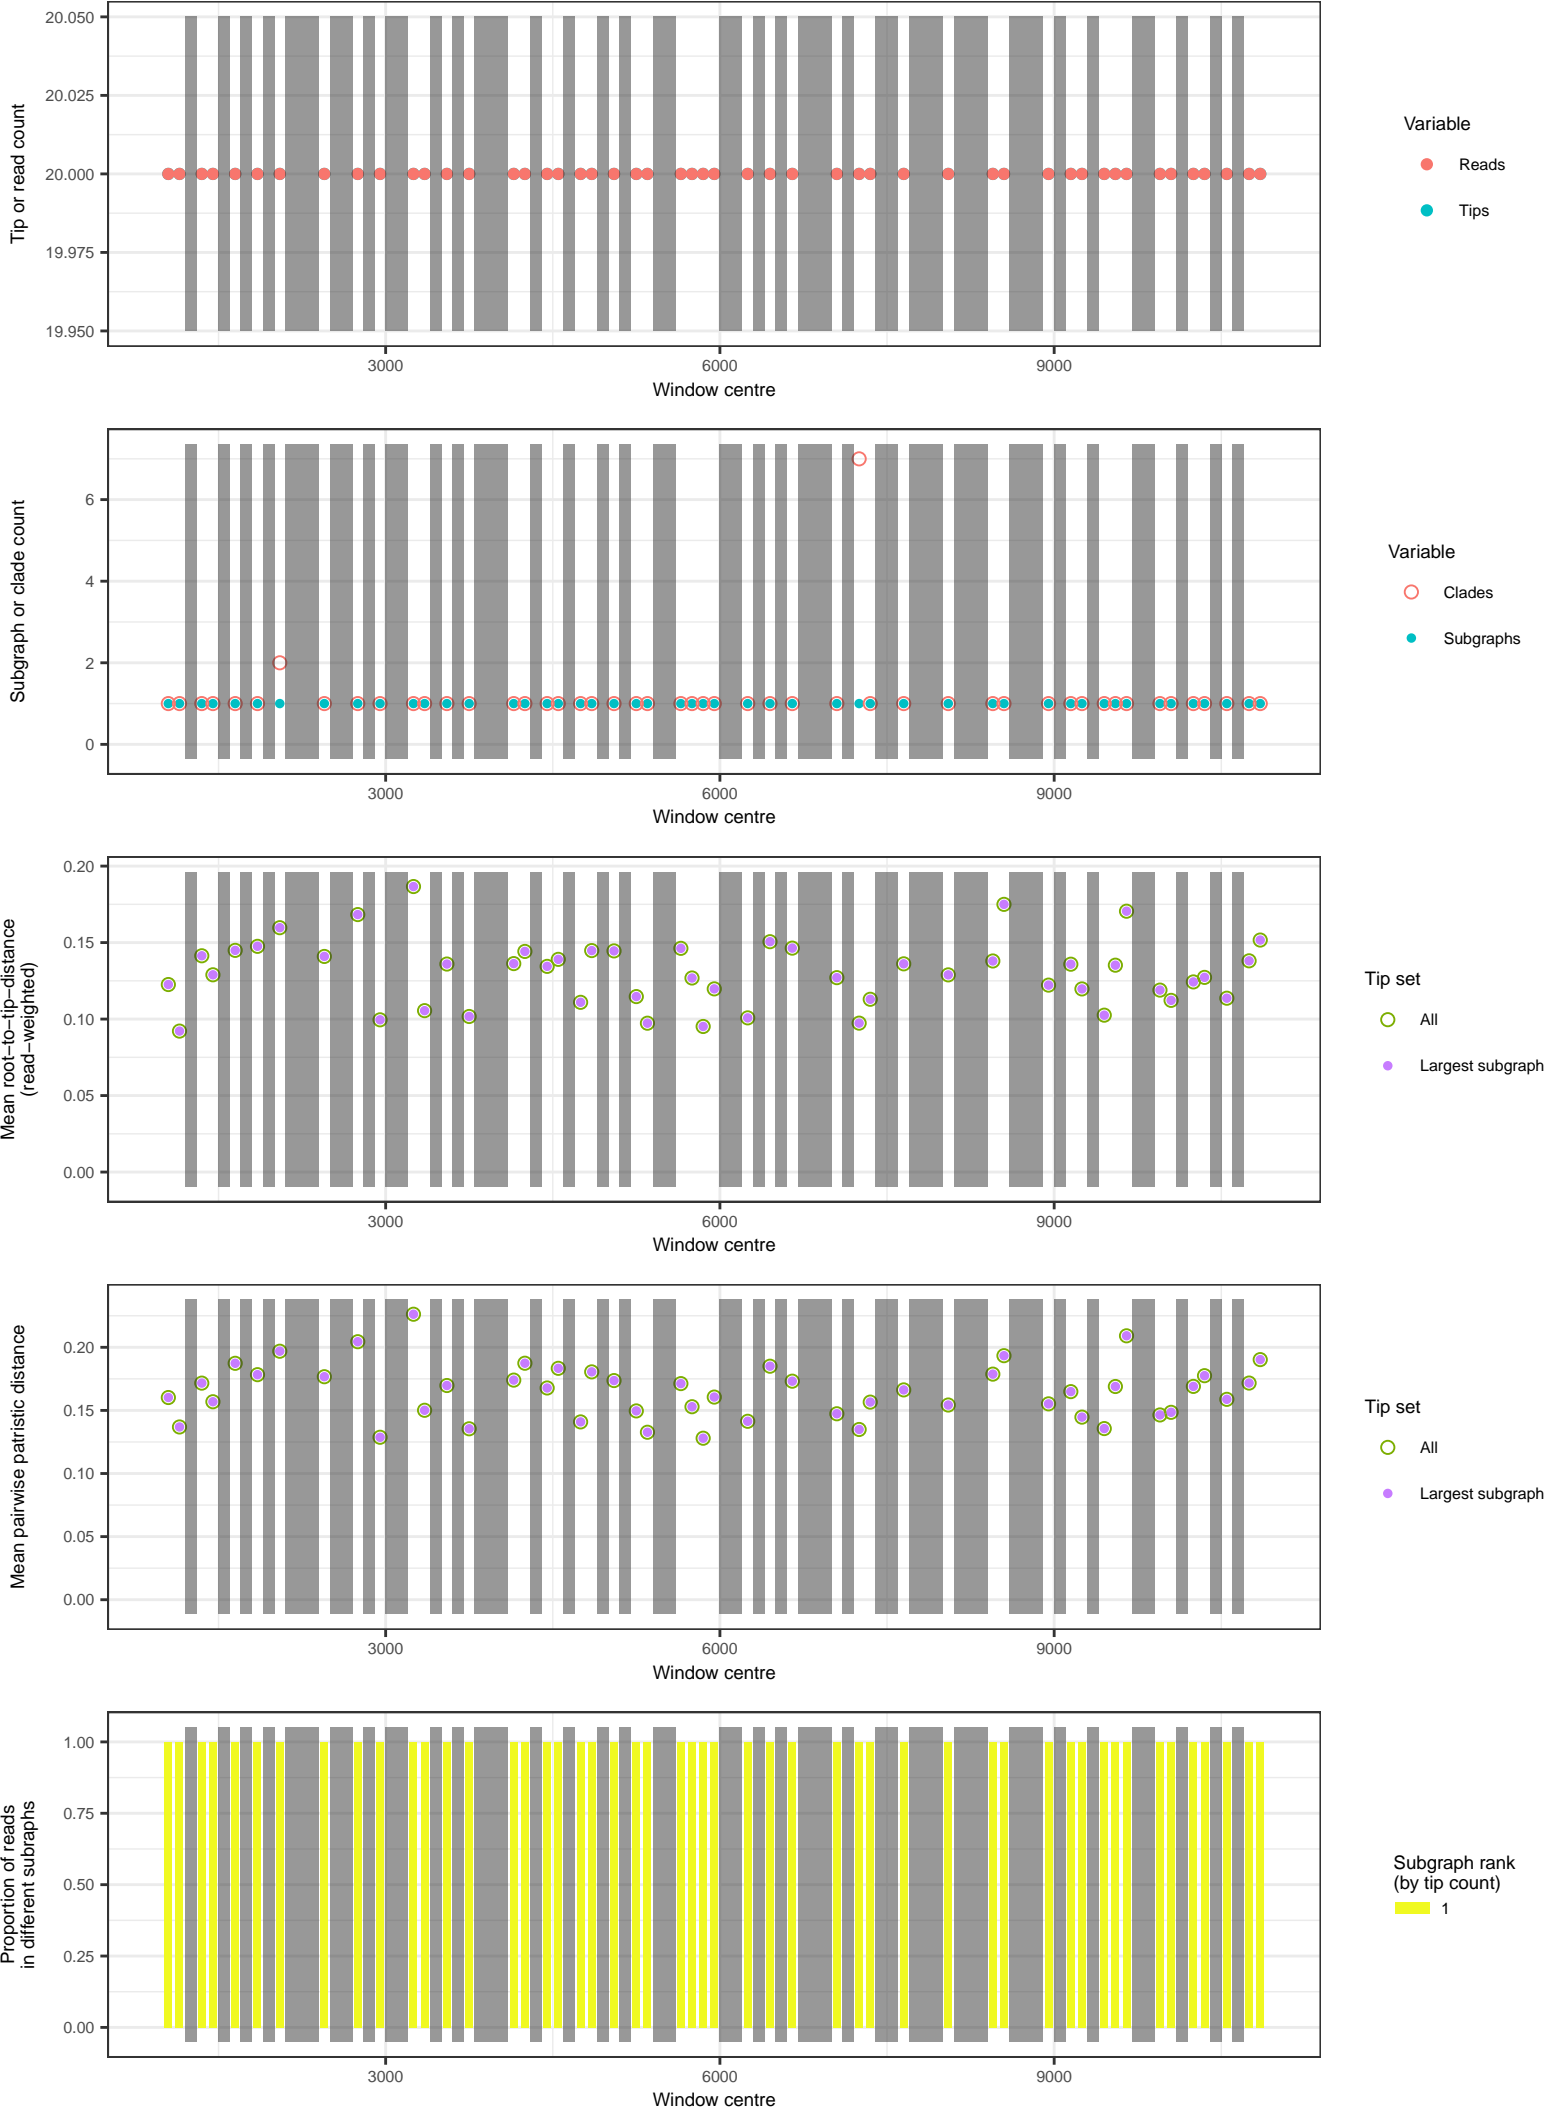 20.050
20.025
20.000
19.975
19.950
Tip or read count
3000
6000
9000
Window centre
Variable
Reads
Tips
6
4
2
0
Subgraph or clade count
3000
6000
9000
Window centre
Variable
Clades
Subgraphs
0.20
0.15
0.10
0.05
0.00
Mean root−to−tip−distance
(read−weighted)
3000
6000
9000
Window centre
Tip set
All
Largest subgraph
0.20
0.15
0.10
0.05
0.00
Mean pairwise patristic distance
3000
6000
9000
Window centre
Tip set
All
Largest subgraph
1.00
0.75
0.50
0.25
0.00
Proportion of reads
in different subraphs
3000
6000
9000
Window centre
Subgraph rank
(by tip count)
1